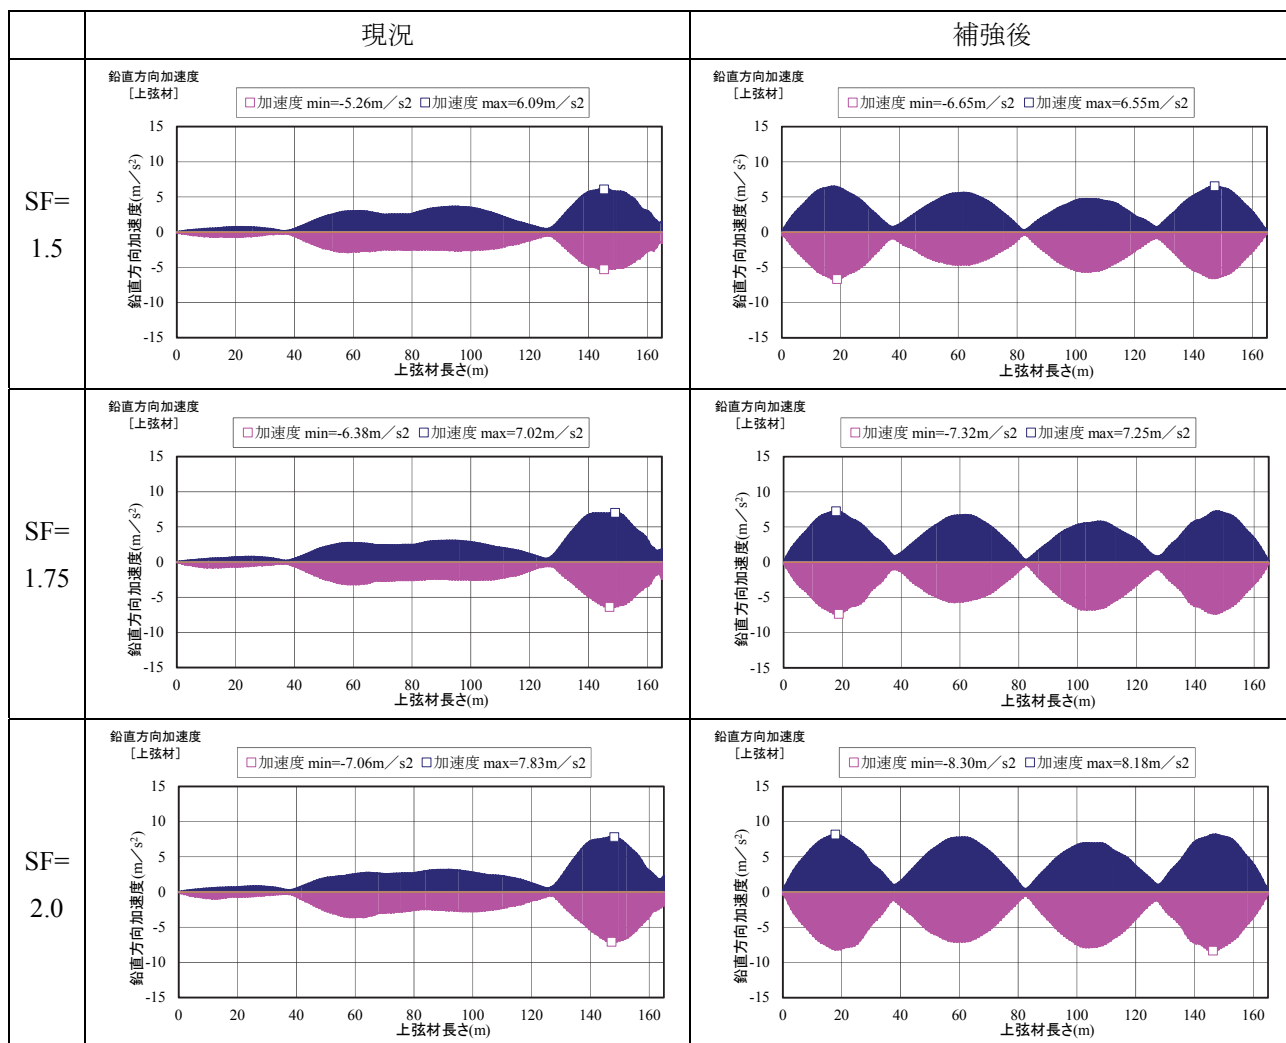 現況
補強後
SF=
1.5
鉛直方向加速度
[上弦材]
加速度 min=-5.26m/s2 加速度 max=6.09m/s2
鉛直方向加速度(m/s²)
15
10
5
0
-5
-10
-15
0 20 40 60 80 100 120 140 160
上弦材長さ(m)
鉛直方向加速度
[上弦材]
加速度 min=-6.65m/s2 加速度 max=6.55m/s2
鉛直方向加速度(m/s²)
15
10
5
0
-5
-10
-15
0 20 40 60 80 100 120 140 160
上弦材長さ(m)
SF=
1.75
鉛直方向加速度
[上弦材]
加速度 min=-6.38m/s2 加速度 max=7.02m/s2
鉛直方向加速度(m/s²)
15
10
5
0
-5
-10
-15
0 20 40 60 80 100 120 140 160
上弦材長さ(m)
鉛直方向加速度
[上弦材]
加速度 min=-7.32m/s2 加速度 max=7.25m/s2
鉛直方向加速度(m/s²)
15
10
5
0
-5
-10
-15
0 20 40 60 80 100 120 140 160
上弦材長さ(m)
SF=
2.0
鉛直方向加速度
[上弦材]
加速度 min=-7.06m/s2 加速度 max=7.83m/s2
鉛直方向加速度(m/s²)
15
10
5
0
-5
-10
-15
0 20 40 60 80 100 120 140 160
上弦材長さ(m)
鉛直方向加速度
[上弦材]
加速度 min=-8.30m/s2 加速度 max=8.18m/s2
鉛直方向加速度(m/s²)
15
10
5
0
-5
-10
-15
0 20 40 60 80 100 120 140 160
上弦材長さ(m)